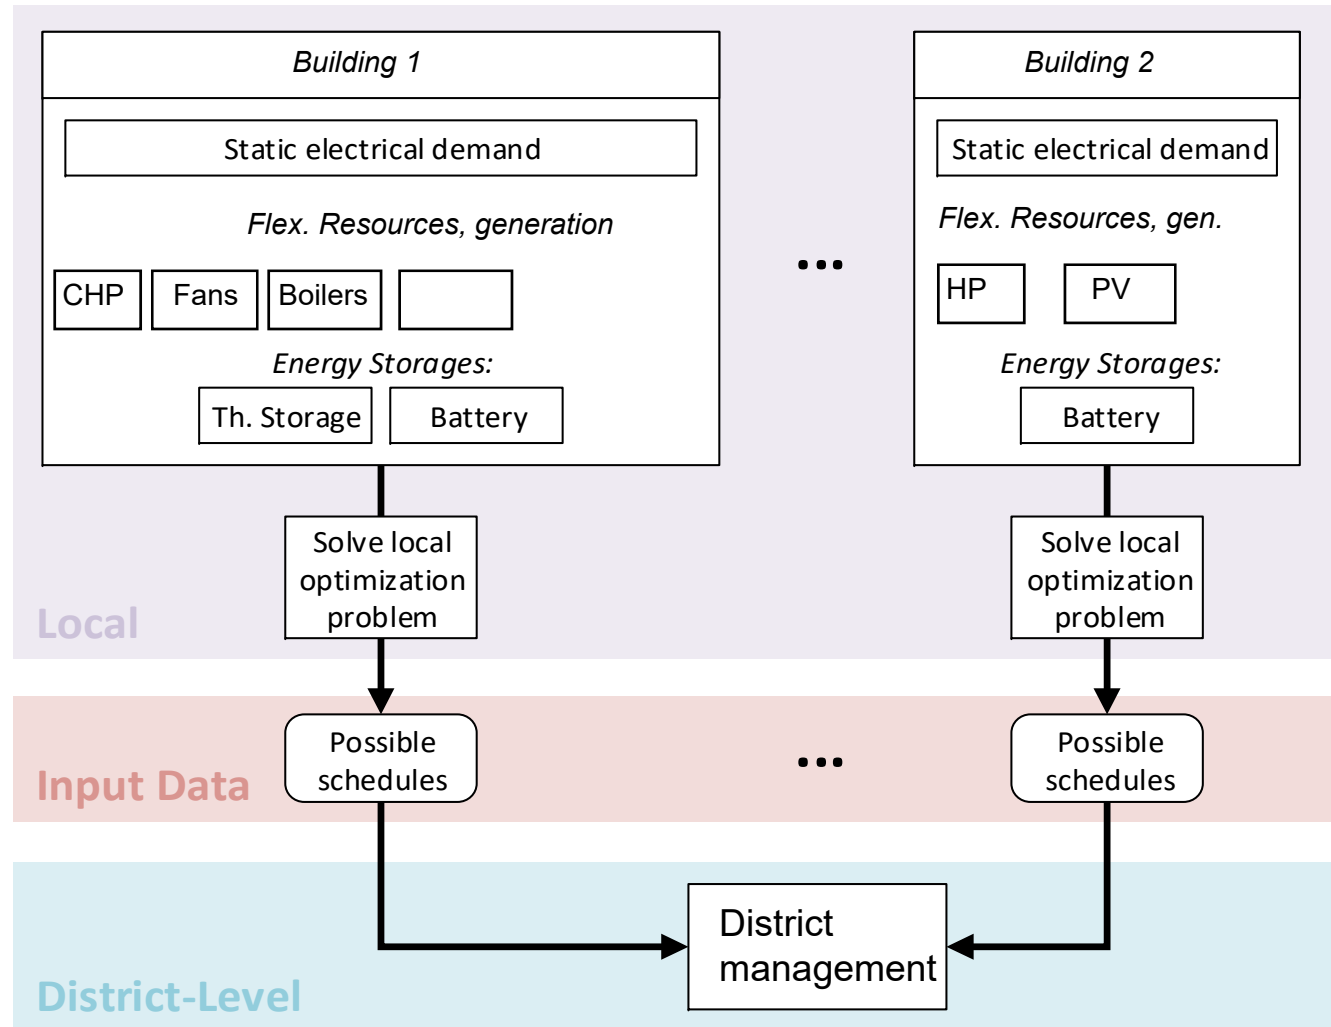 Building 1
Static electrical demand
Flex. Resources, generation
CHP
Fans
Boilers
Energy Storages:
Th. Storage
Battery
...
Building 2
Static electrical demand
Flex. Resources, gen.
HP
PV
Energy Storages:
Battery
Solve local
optimization
problem
Solve local
optimization
problem
Local
Possible
schedules
...
Possible
schedules
Input Data
District
management
District-Level